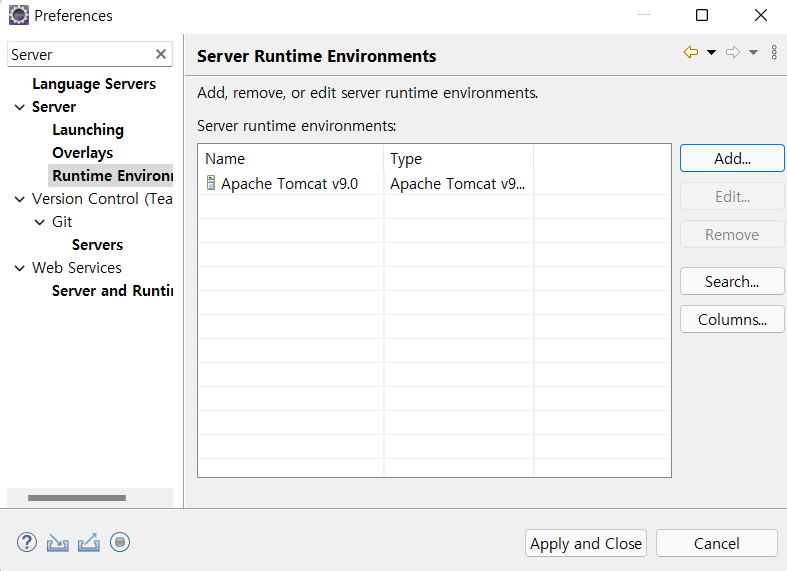 Preferences
Server
Language Servers
Server
Launching
Overlays
Runtime Environ
Version Control (Tea
Git
Servers
Web Services
Server and Runti
Server Runtime Environments
Add, remove, or edit server runtime environments.
Server runtime environments:
Name Type
Apache Tomcat v9.0 Apache Tomcat v9...
Add...
Edit...
Remove
Search...
Columns...
Apply and Close Cancel